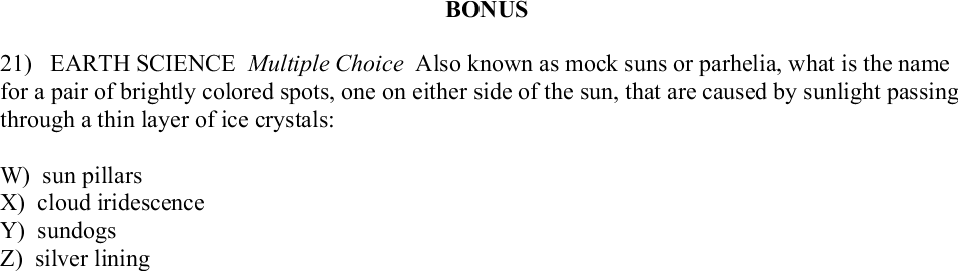 BONUS
21) EARTH SCIENCE Multiple Choice Also known as mock suns or parhelia, what is the name
for a pair of brightly colored spots, one on either side of the sun, that are caused by sunlight passing
through a thin layer of ice crystals:
W) sun pillars
X) cloud iridescence
Y) sundogs
Z) silver lining